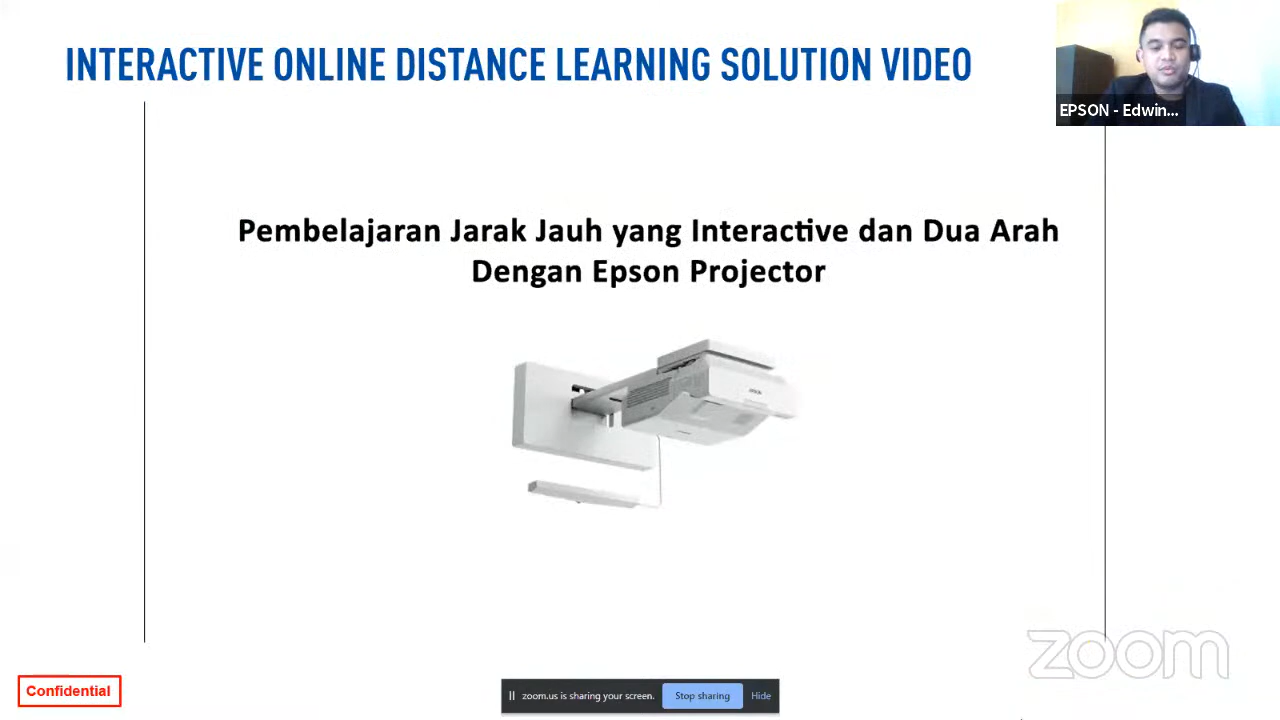 INTERACTIVE ONLINE DISTANCE LEARNING SOLUTION VIDEO
EPSON - Edwin...
Pembelajaran Jarak Jauh yang Interactive dan Dua Arah
Dengan Epson Projector
EPSON
zoom
Confidential
zoom.us is sharing your screen.
Stop sharing
Hide